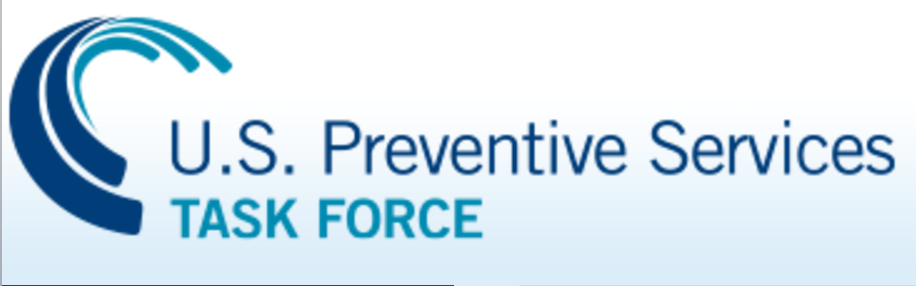 U.S. Preventive Services
TASK FORCE